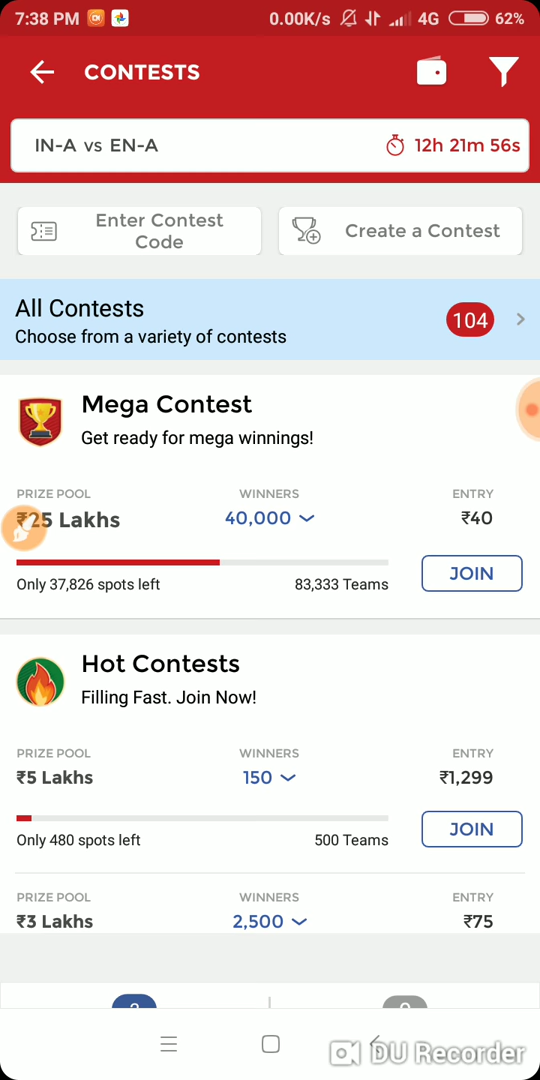 7:38 PM 0.00K/s 4G 62%
CONTESTS
IN-A vs EN-A 12h 21m 56s
Enter Contest
Code
Create a Contest
All Contests
Choose from a variety of contests
104
Mega Contest
Get ready for mega winnings!
PRIZE POOL WINNERS ENTRY
₹25 Lakhs 40,000 ₹40
Only 37,826 spots left 83,333 Teams
JOIN
Hot Contests
Filling Fast. Join Now!
PRIZE POOL WINNERS ENTRY
₹5 Lakhs 150 ₹1,299
Only 480 spots left 500 Teams
JOIN
PRIZE POOL WINNERS ENTRY
₹3 Lakhs 2,500 ₹75
DU Recorder